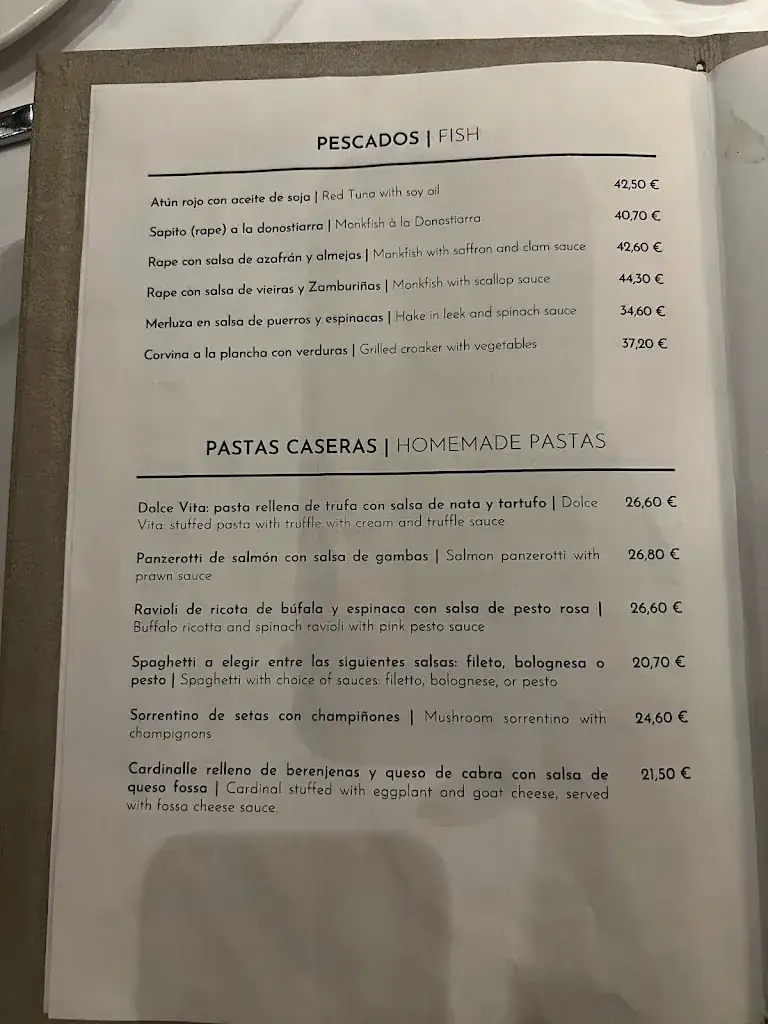 PESCADOS | FISH
Atún rojo con aceite de soja | Red Tuna with soy oil 42,50 €
Sapito (rape) a la donostiarra | Monkfish à la Donostiarra 40,70 €
Rape con salsa de azafrán y almejas | Monkfish with saffron and clam sauce 42,60 €
Rape con salsa de vieiras y Zamburiñas | Monkfish with scallop sauce 44,30 €
Merluza en salsa de puerros y espinacas | Hake in leek and spinach sauce 34,60 €
Corvina a la plancha con verduras | Grilled croaker with vegetables 37,20 €
PASTAS CASERAS | HOMEMADE PASTAS
Dolce Vita: pasta rellena de trufa con salsa de nata y tartufo | Dolce 26,60 €
Vita: stuffed pasta with truffle with cream and truffle sauce
Panzerotti de salmón con salsa de gambas | Salmon panzerotti with 26,80 €
prawn sauce
Ravioli de ricota de búfala y espinaca con salsa de pesto rosa | 26,60 €
Buffalo ricotta and spinach ravioli with pink pesto sauce
Spaghetti a elegir entre las siguientes salsas: fileto, bolognesa o 20,70 €
pesto | Spaghetti with choice of sauces: filetto, bolognese, or pesto
Sorrentino de setas con champiñones | Mushroom sorrentino with 24,60 €
champignons
Cardinalle relleno de berenjenas y queso de cabra con salsa de 21,50 €
queso fossa | Cardinal stuffed with eggplant and goat cheese, served
with fossa cheese sauce.